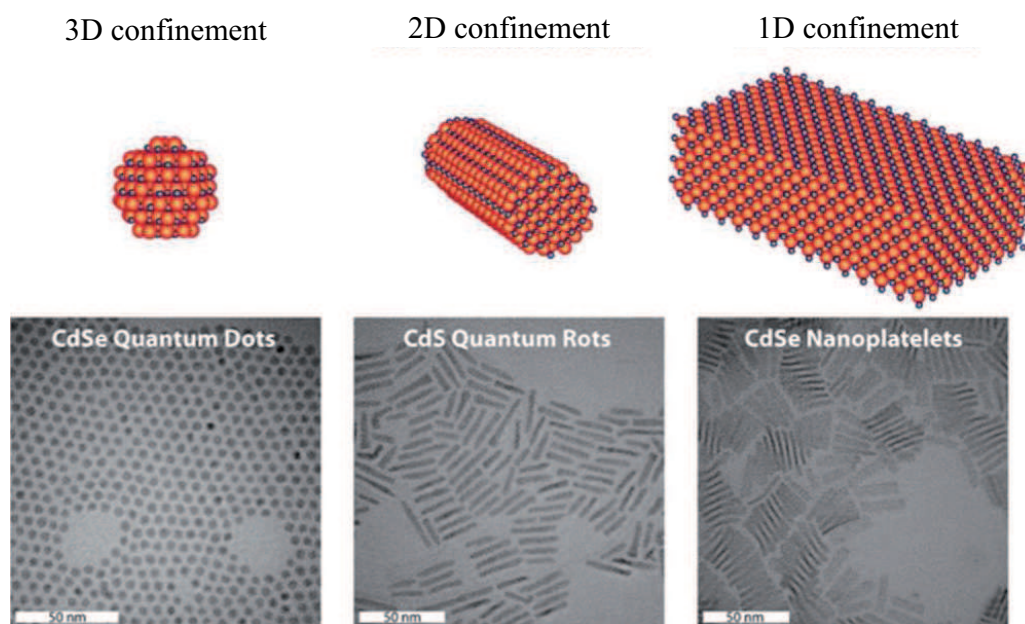 3D confinement
2D confinement
1D confinement
CdSe Quantum Dots
CdS Quantum Rots
CdSe Nanoplatelets
50 nm
50 nm
50 nm